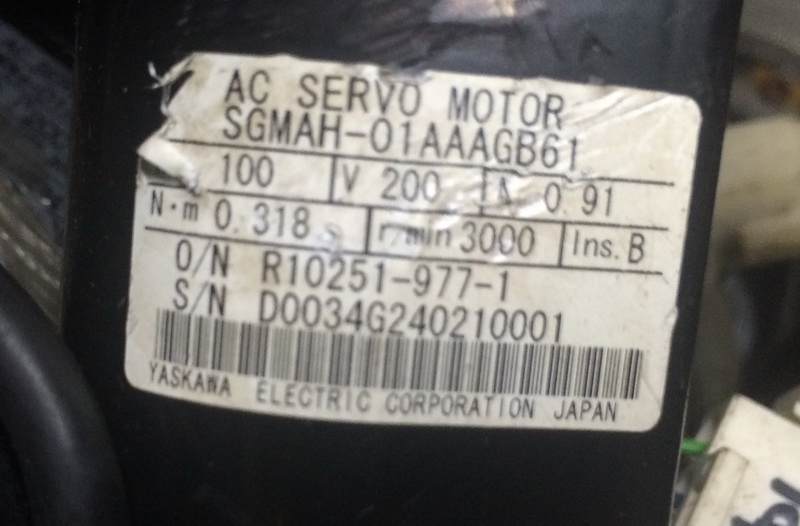 AC SERVO MOTOR
SGMAH-01AAAGB61
100 V 200 A 0.91
N·m 0.318 r/min 3000 Ins. B
O/N R10251-977-1
S/N D0034G240210001
YASKAWA ELECTRIC CORPORATION JAPAN